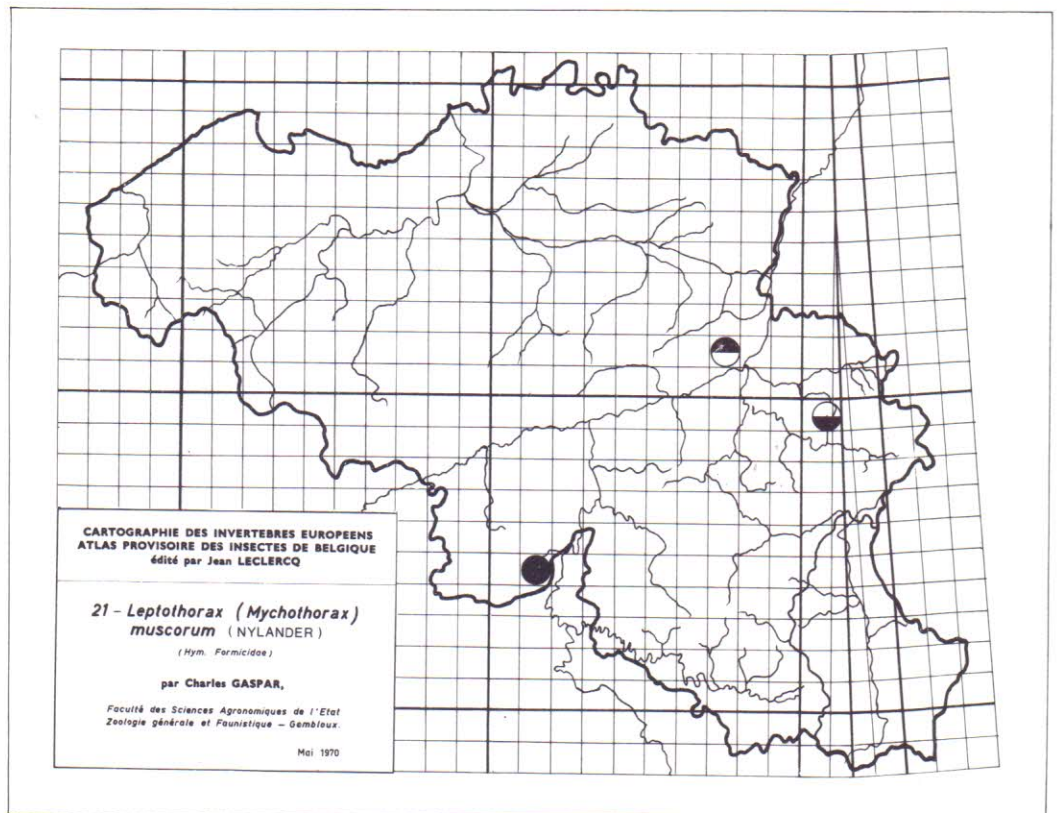 CARTOGRAPHIE DES INVERTEBRES EUROPEENS
ATLAS PROVISOIRE DES INSECTES DE BELGIQUE
édité par Jean LECLERCQ
21 - Leptothorax (Mychothorax)
muscorum (NYLANDER)
(Hym. Formicidae)
par Charles GASPAR,
Faculté des Sciences Agronomiques de l'Etat
Zoologie générale et Faunistique - Gembloux.
Mai 1970